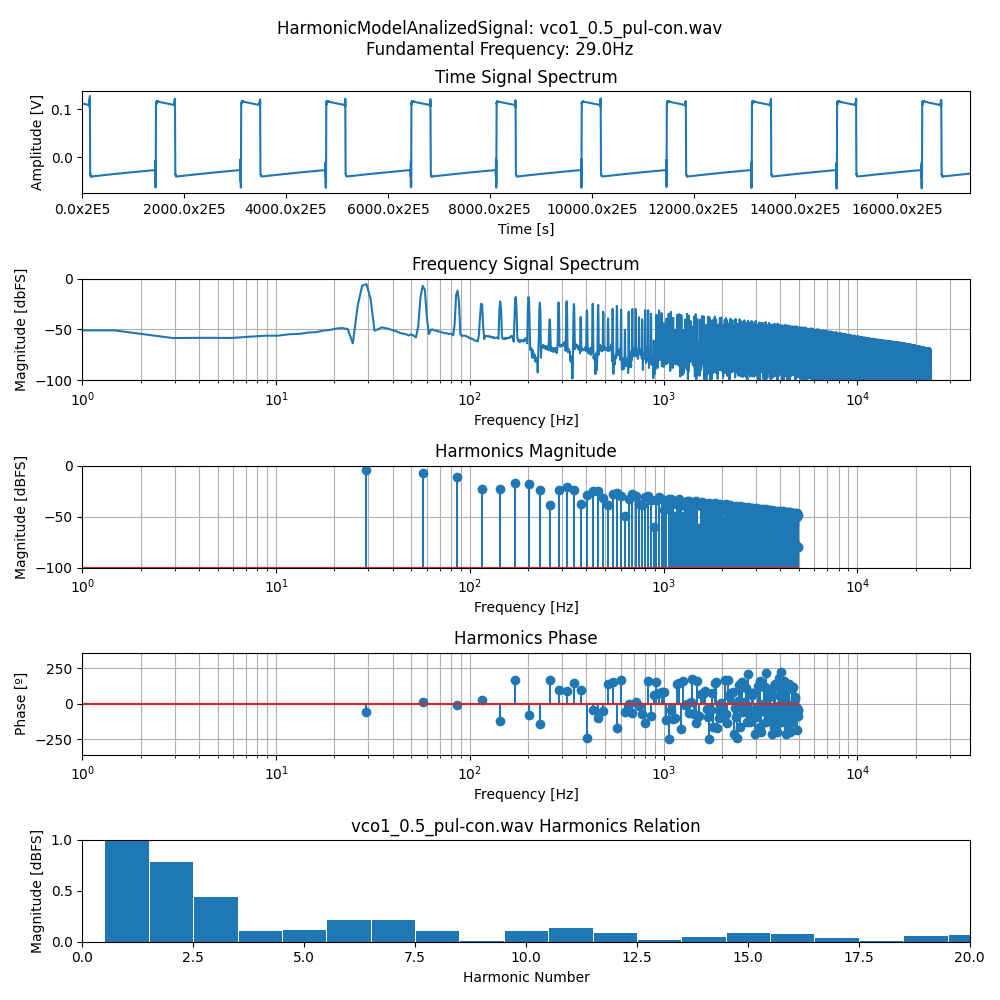 HarmonicModelAnalizedSignal: vco1_0.5_pul-con.wav
Fundamental Frequency: 29.0Hz
Time Signal Spectrum
Amplitude [V]
0.1
0.0
0.0x2E5 2000.0x2E5 4000.0x2E5 6000.0x2E5 8000.0x2E5 10000.0x2E5 12000.0x2E5 14000.0x2E5 16000.0x2E5
Time [s]
Frequency Signal Spectrum
Magnitude [dbFS]
0
−50
−100
10^0 10^1 10^2 10^3 10^4
Frequency [Hz]
Harmonics Magnitude
Magnitude [dBFS]
0
−50
−100
10^0 10^1 10^2 10^3 10^4
Frequency [Hz]
Harmonics Phase
Phase [º]
250
0
−250
10^0 10^1 10^2 10^3 10^4
Frequency [Hz]
vco1_0.5_pul-con.wav Harmonics Relation
Magnitude [dBFS]
1.0
0.5
0.0
0.0 2.5 5.0 7.5 10.0 12.5 15.0 17.5 20.0
Harmonic Number